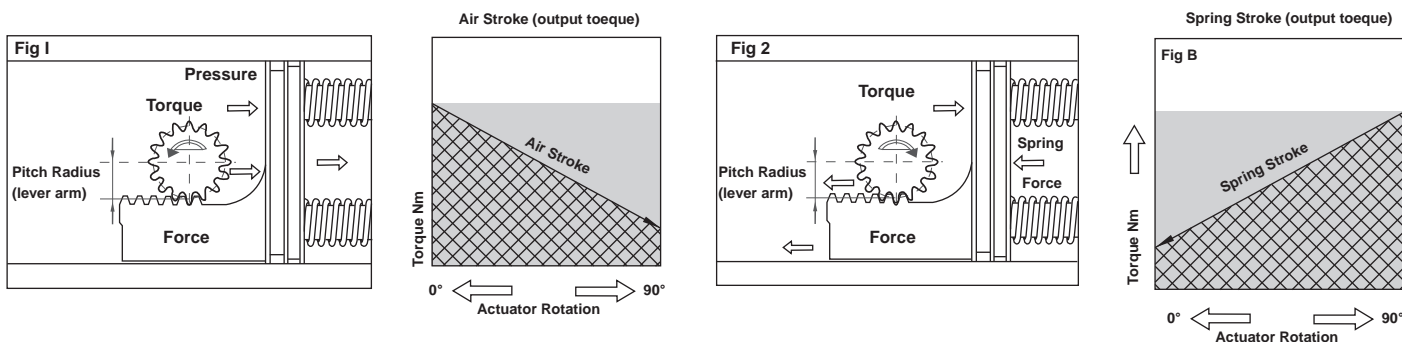 Air Stroke (output toeque)
Fig I
Pressure
Torque
Pitch Radius
(lever arm)
Force
Air Stroke
Torque Nm
0°
90°
Actuator Rotation
Fig 2
Torque
Spring
Pitch Radius
(lever arm)
Force
Force
Spring Stroke (output toeque)
Fig B
Spring Stroke
Torque Nm
0°
90°
Actuator Rotation